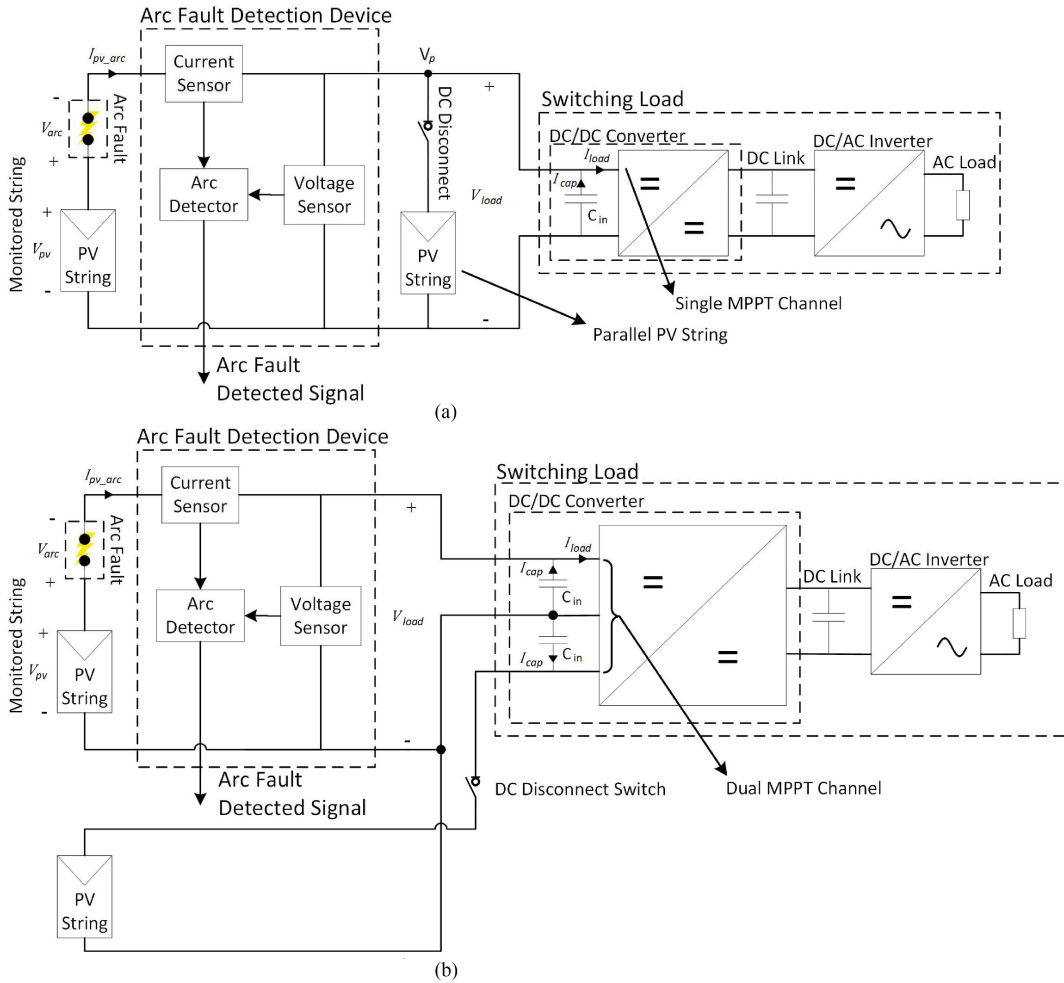 Arc Fault Detection Device
I_pv_arc
Current
Sensor
V_p
-
Arc Fault
V_arc
+
DC Disconnect
+
Switching Load
DC/DC Converter
I_load
DC Link
DC/AC Inverter
AC Load
I_cap
C_in
=
=
Monitored String
+
V_pv
-
PV
String
Arc
Detector
Voltage
Sensor
V_load
PV
String
-
Single MPPT Channel
Parallel PV String
Arc Fault
Detected Signal
(a)
Arc Fault Detection Device
I_pv_arc
Current
Sensor
+
Switching Load
DC/DC Converter
-
Arc Fault
V_arc
+
I_load
I_cap
C_in
=
=
DC Link
DC/AC Inverter
=
AC Load
Monitored String
+
V_pv
-
PV
String
Arc
Detector
Voltage
Sensor
V_load
C_in
I_cap
-
Arc Fault
Detected Signal
DC Disconnect Switch
Dual MPPT Channel
PV
String
(b)